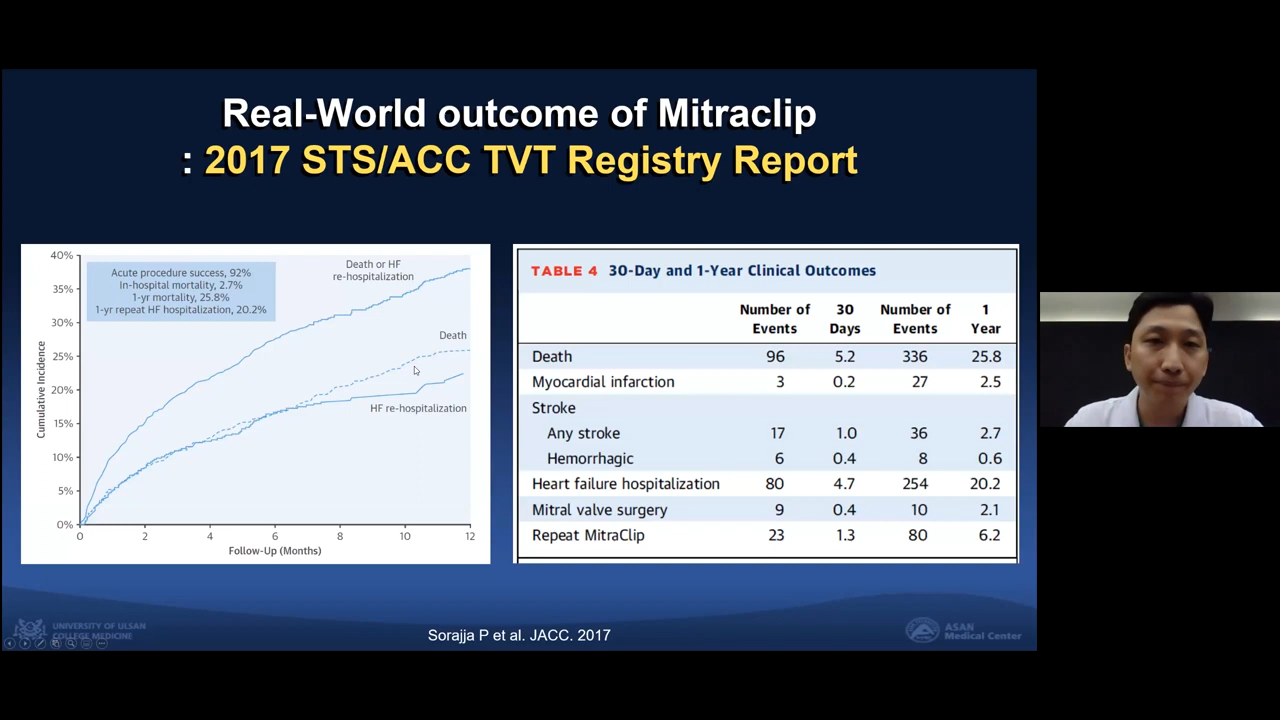 Real-World outcome of Mitraclip
: 2017 STS/ACC TVT Registry Report
40%
35%
30%
25%
20%
15%
10%
5%
0%
Cumulative Incidence
Acute procedure success, 92%
In-hospital mortality, 2.7%
1-yr mortality, 25.8%
1-yr repeat HF hospitalization, 20.2%
Death or HF
re-hospitalization
Death
HF re-hospitalization
0 2 4 6 8 10 12
Follow-Up (Months)
TABLE 4 30-Day and 1-Year Clinical Outcomes
Number of Events 30 Days Number of Events 1 Year
Death 96 5.2 336 25.8
Myocardial infarction 3 0.2 27 2.5
Stroke
Any stroke 17 1.0 36 2.7
Hemorrhagic 6 0.4 8 0.6
Heart failure hospitalization 80 4.7 254 20.2
Mitral valve surgery 9 0.4 10 2.1
Repeat MitraClip 23 1.3 80 6.2
UNIVERSITY OF ULSAN
COLLEGE MEDICINE
Sorajja P et al. JACC. 2017
ASAN
Medical Center